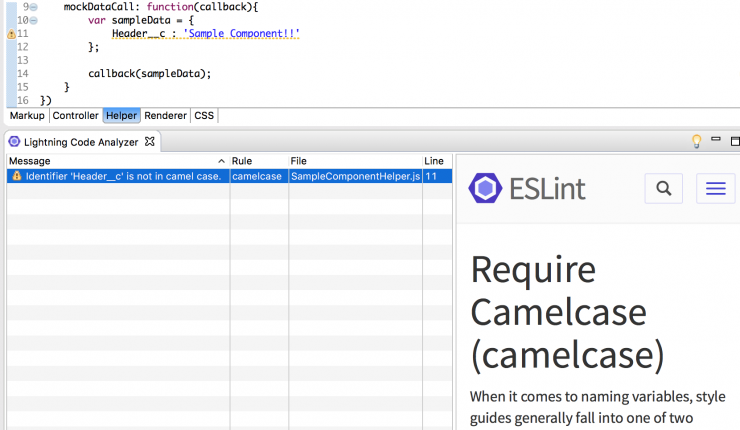 9 mockDataCall: function(callback){
10 var sampleData = {
11 Header__c : 'Sample Component!!'
12 };
13
14 callback(sampleData);
15 }
16 })
Markup Controller Helper Renderer CSS
Lightning Code Analyzer
Message Rule File Line
Identifier 'Header__c' is not in camel case. camelcase SampleComponentHelper.js 11
ESLint
Require
Camelcase
(camelcase)
When it comes to naming variables, style
guides generally fall into one of two